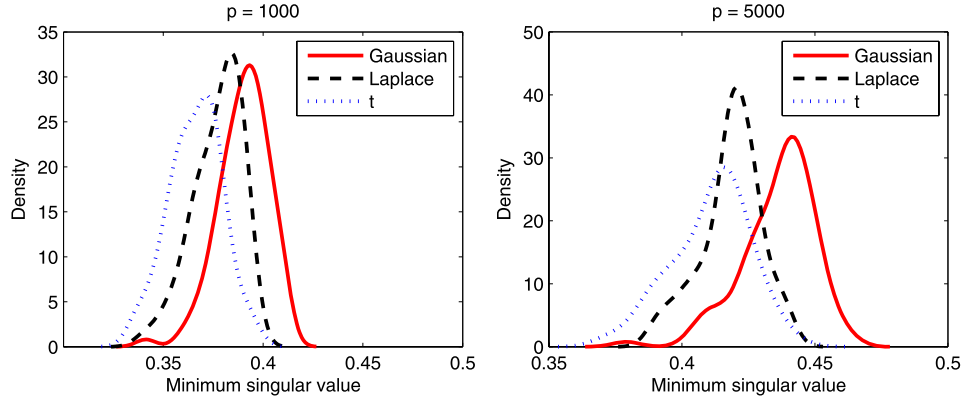 p = 1000
35
30
25
20
15
10
5
0
0.35
0.4
0.45
0.5
Density
Minimum singular value
Gaussian
Laplace
t
p = 5000
50
40
30
20
10
0
0.35
0.4
0.45
0.5
Density
Minimum singular value
Gaussian
Laplace
t